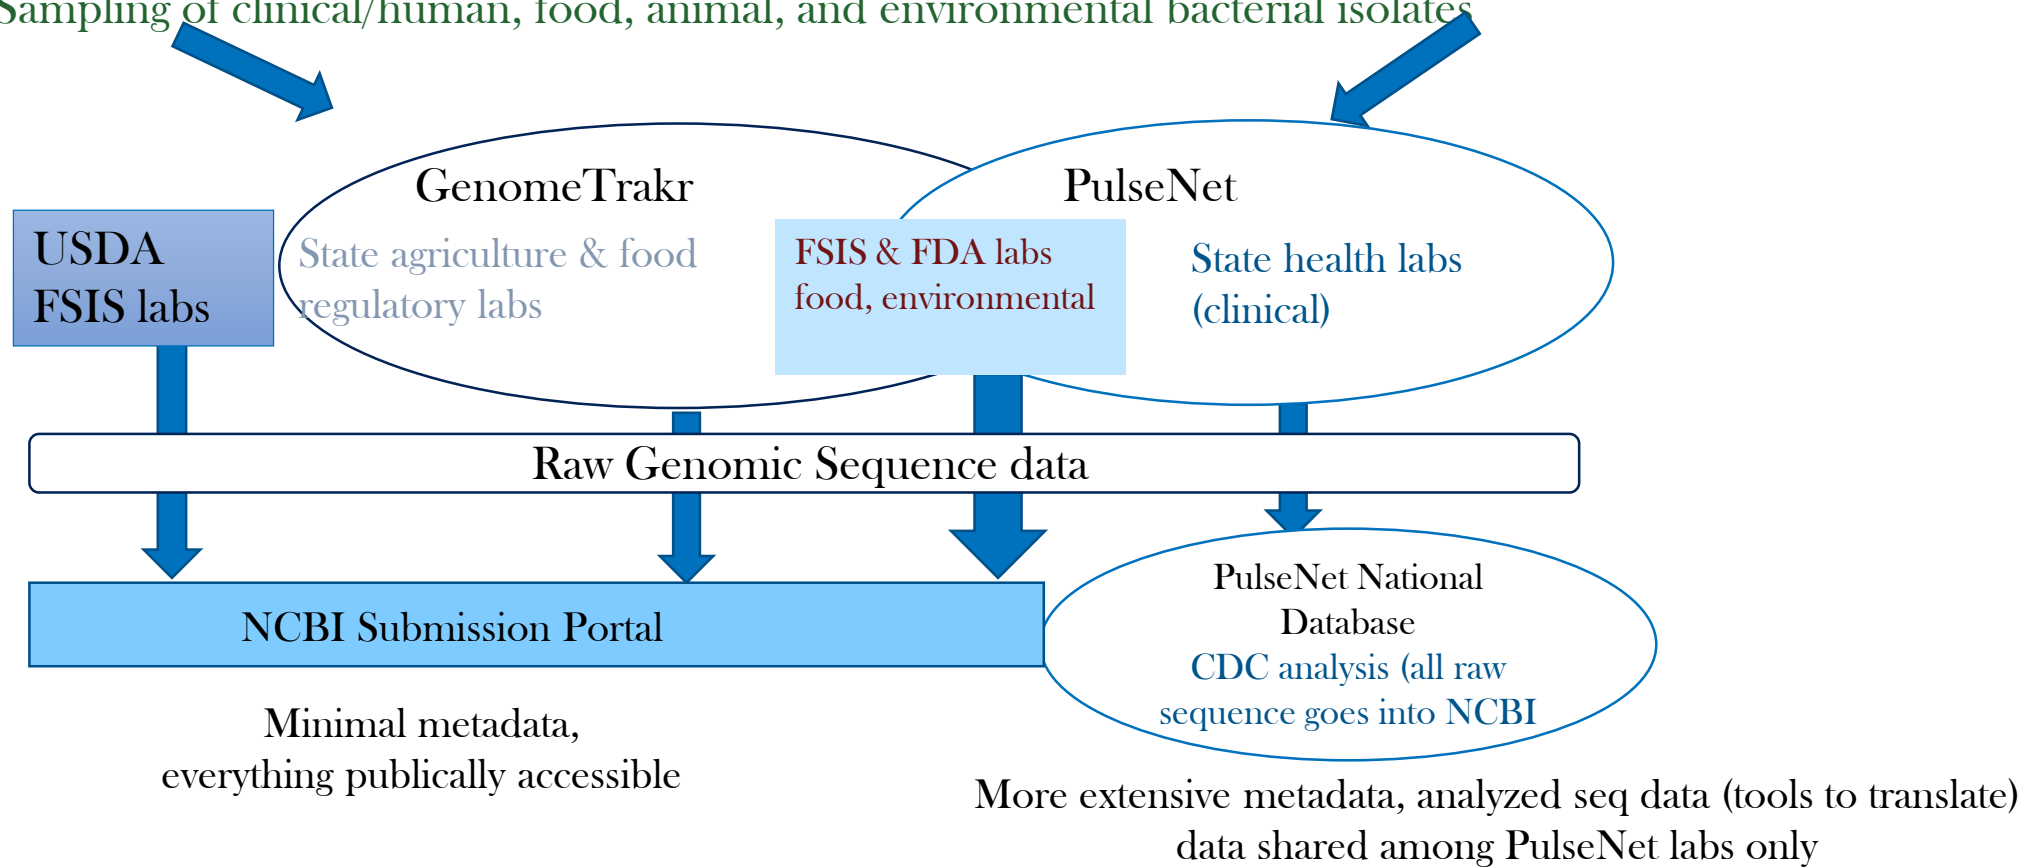 Sampling of clinical/human, food, animal, and environmental bacterial isolates
GenomeTrakr
PulseNet
USDA
FSIS labs
State agriculture & food
regulatory labs
FSIS & FDA labs
food, environmental
State health labs
(clinical)
Raw Genomic Sequence data
NCBI Submission Portal
PulseNet National
Database
CDC analysis (all raw
sequence goes into NCBI
Minimal metadata,
everything publically accessible
More extensive metadata, analyzed seq data (tools to translate)
data shared among PulseNet labs only